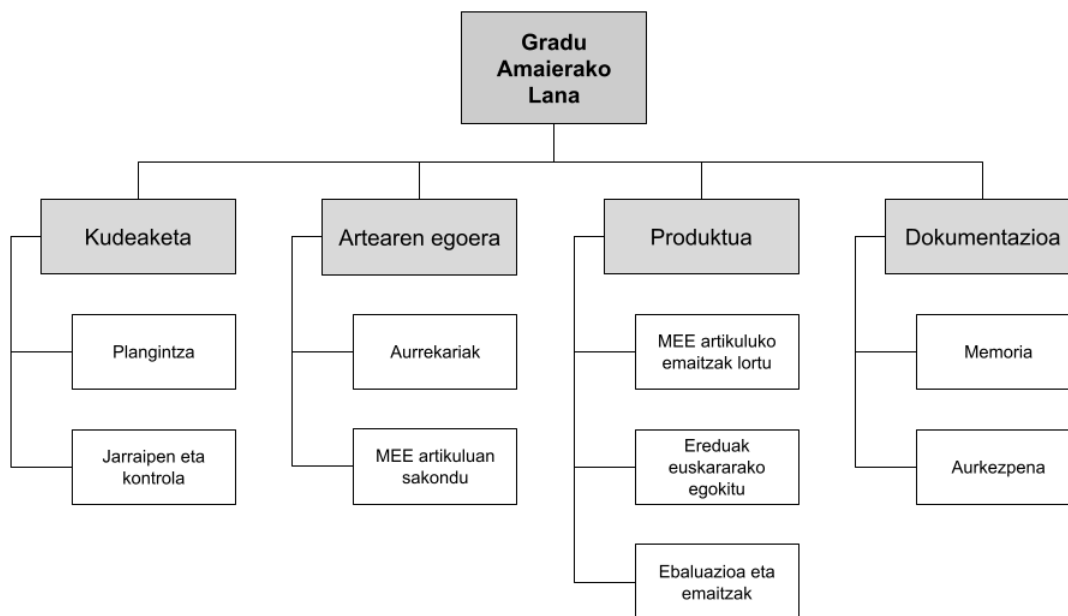 Gradu
Amaierako
Lana
Kudeaketa
Artearen egoera
Produktua
Dokumentazioa
Plangintza
Aurrekariak
MEE artikuluko
emaitzak lortu
Memoria
Jarraipen eta
kontrola
MEE artikuluan
sakondu
Ereduak
euskararako
egokitu
Aurkezpena
Ebaluazioa eta
emaitzak